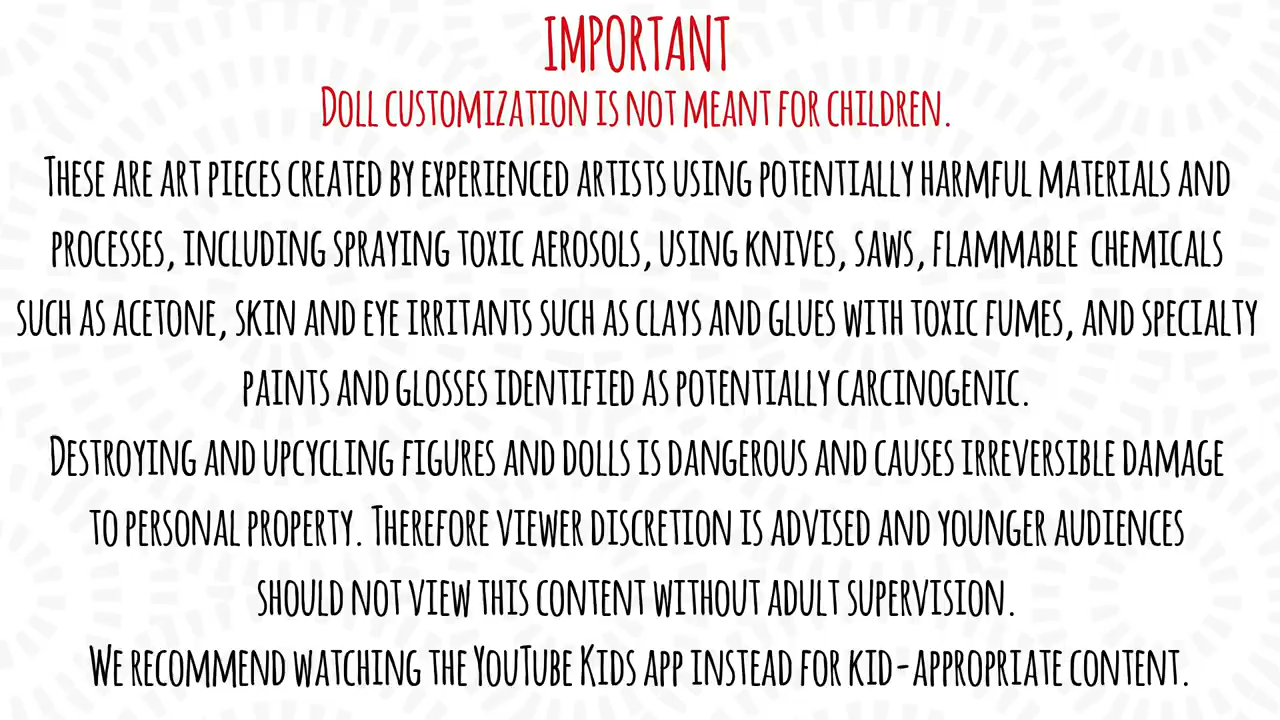 IMPORTANT
DOLL CUSTOMIZATION IS NOT MEANT FOR CHILDREN.
THESE ARE ART PIECES CREATED BY EXPERIENCED ARTISTS USING POTENTIALLY HARMFUL MATERIALS AND
PROCESSES, INCLUDING SPRAYING TOXIC AEROSOLS, USING KNIVES, SAWS, FLAMMABLE CHEMICALS
SUCH AS ACETONE, SKIN AND EYE IRRITANTS SUCH AS CLAYS AND GLUES WITH TOXIC FUMES, AND SPECIALTY
PAINTS AND GLOSSES IDENTIFIED AS POTENTIALLY CARCINOGENIC.
DESTROYING AND UPCYCLING FIGURES AND DOLLS IS DANGEROUS AND CAUSES IRREVERSIBLE DAMAGE
TO PERSONAL PROPERTY. THEREFORE VIEWER DISCRETION IS ADVISED AND YOUNGER AUDIENCES
SHOULD NOT VIEW THIS CONTENT WITHOUT ADULT SUPERVISION.
WE RECOMMEND WATCHING THE YOUTUBE KIDS APP INSTEAD FOR KID-APPROPRIATE CONTENT.